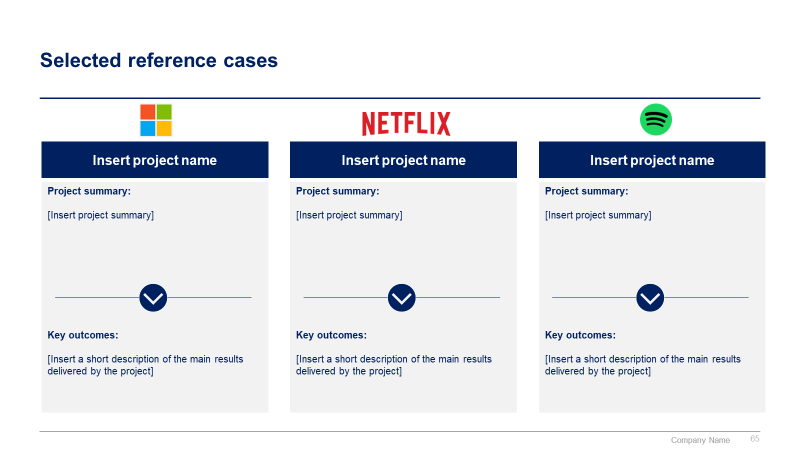 Selected reference cases
NETFLIX
Insert project name
Project summary:
[Insert project summary]
Key outcomes:
[Insert a short description of the main results
delivered by the project]
Insert project name
Project summary:
[Insert project summary]
Key outcomes:
[Insert a short description of the main results
delivered by the project]
Insert project name
Project summary:
[Insert project summary]
Key outcomes:
[Insert a short description of the main results
delivered by the project]
Company Name 65